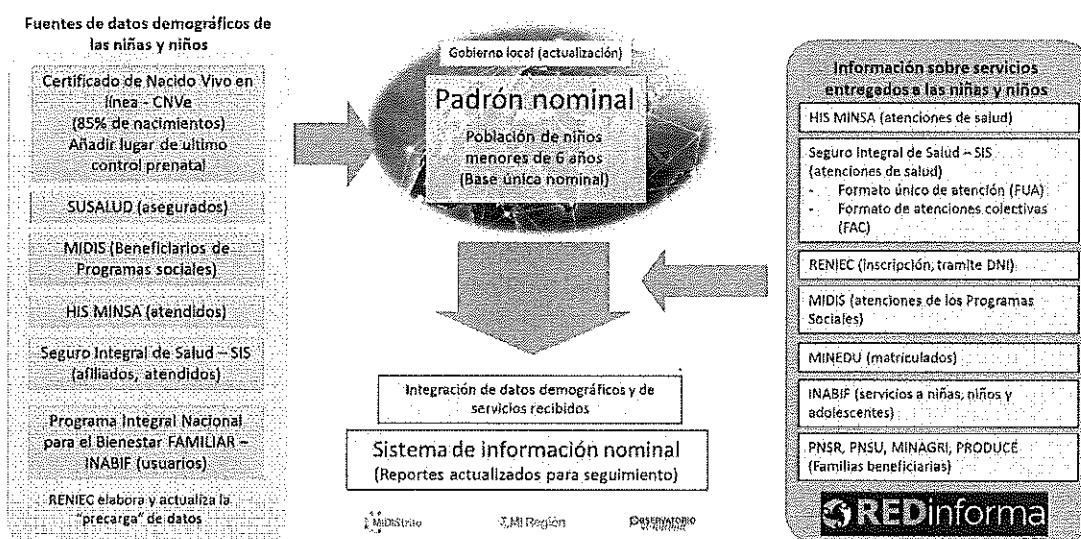 Fuentes de datos demográficos de
las niñas y niños
Certificado de Nacido Vivo en
línea - CNVe
(85% de nacimientos)
Añadir lugar de ultimo
control prenatal
SUSALUD (asegurados)
MIDIS (Beneficiarios de
Programas sociales)
HIS MINSA (atendidos)
Seguro Integral de Salud – SIS
(afiliados, atendidos)
Programa Integral Nacional
para el Bienestar FAMILIAR –
INABIF (usuarios)
RENIEC elabora y actualiza la
"precarga" de datos
Gobierno local (actualización)
Padrón nominal
Población de niños
menores de 6 años
(Base única nominal)
Integración de datos demográficos y de
servicios recibidos
Sistema de información nominal
(Reportes actualizados para seguimiento)
MiDIStrito
MI Región
Observatorio
Información sobre servicios
entregados a las niñas y niños
HIS MINSA (atenciones de salud)
Seguro Integral de Salud – SIS
(atenciones de salud)
- Formato único de atención (FUA)
- Formato de atenciones colectivas
(FAC)
RENIEC (inscripción, tramite DNI)
MIDIS (atenciones de los Programas
Sociales)
MINEDU (matriculados)
INABIF (servicios a niñas, niños y
adolescentes)
PNSR, PNSU, MINAGRI, PRODUCE
(Familias beneficiarias)
REDinforma